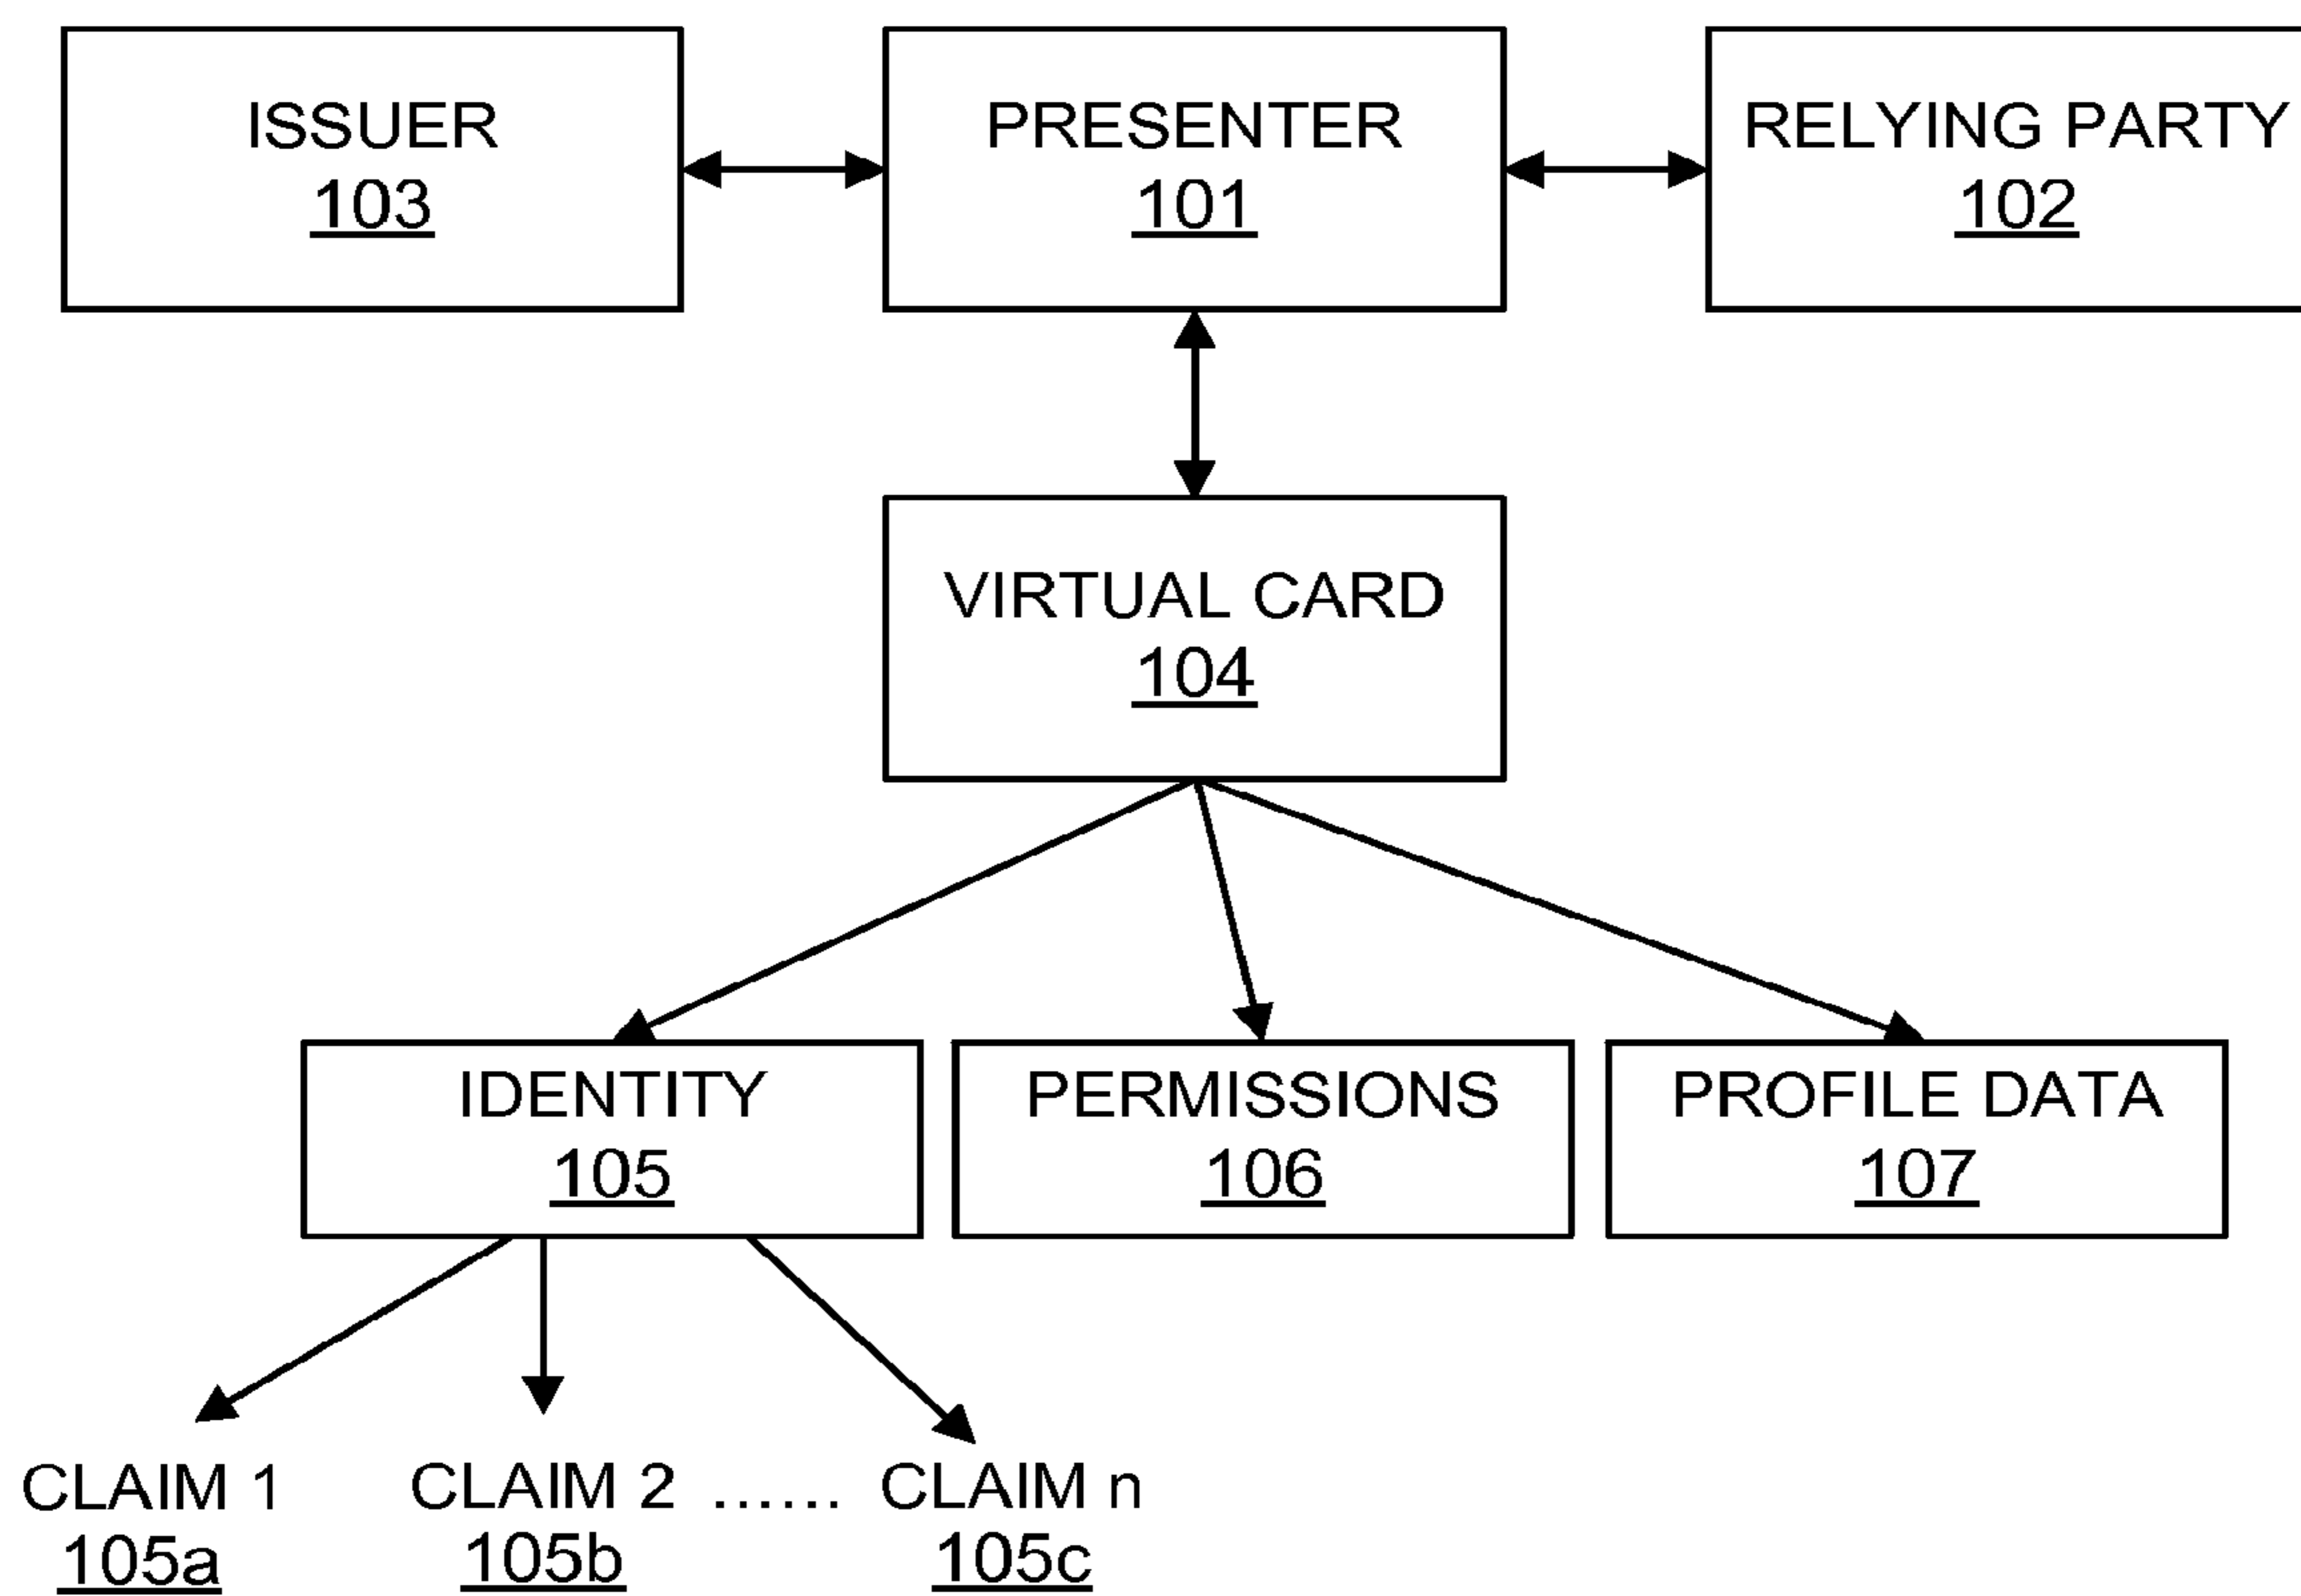 ISSUER
103
PRESENTER
101
RELYING PARTY
102
VIRTUAL CARD
104
IDENTITY
105
PERMISSIONS
106
PROFILE DATA
107
CLAIM 1
105a
CLAIM 2 ...... CLAIM n
105b
105c